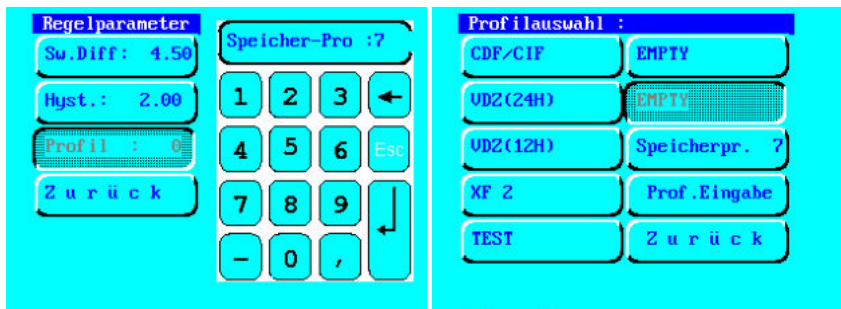 Regelparameter
Sw.Diff: 4.50
Hyst.: 2.00
Profil : 0
Z u r ü c k
Speicher-Pro :7
1 2 3 ←
4 5 6 Esc
7 8 9 ↵
- 0 ,
Profilauswahl :
CDF/CIF EMPTY
VDZ(24H) EMPTY
VDZ(12H) Speicherpr. 7
XF 2 Prof.Eingabe
TEST Z u r ü c k